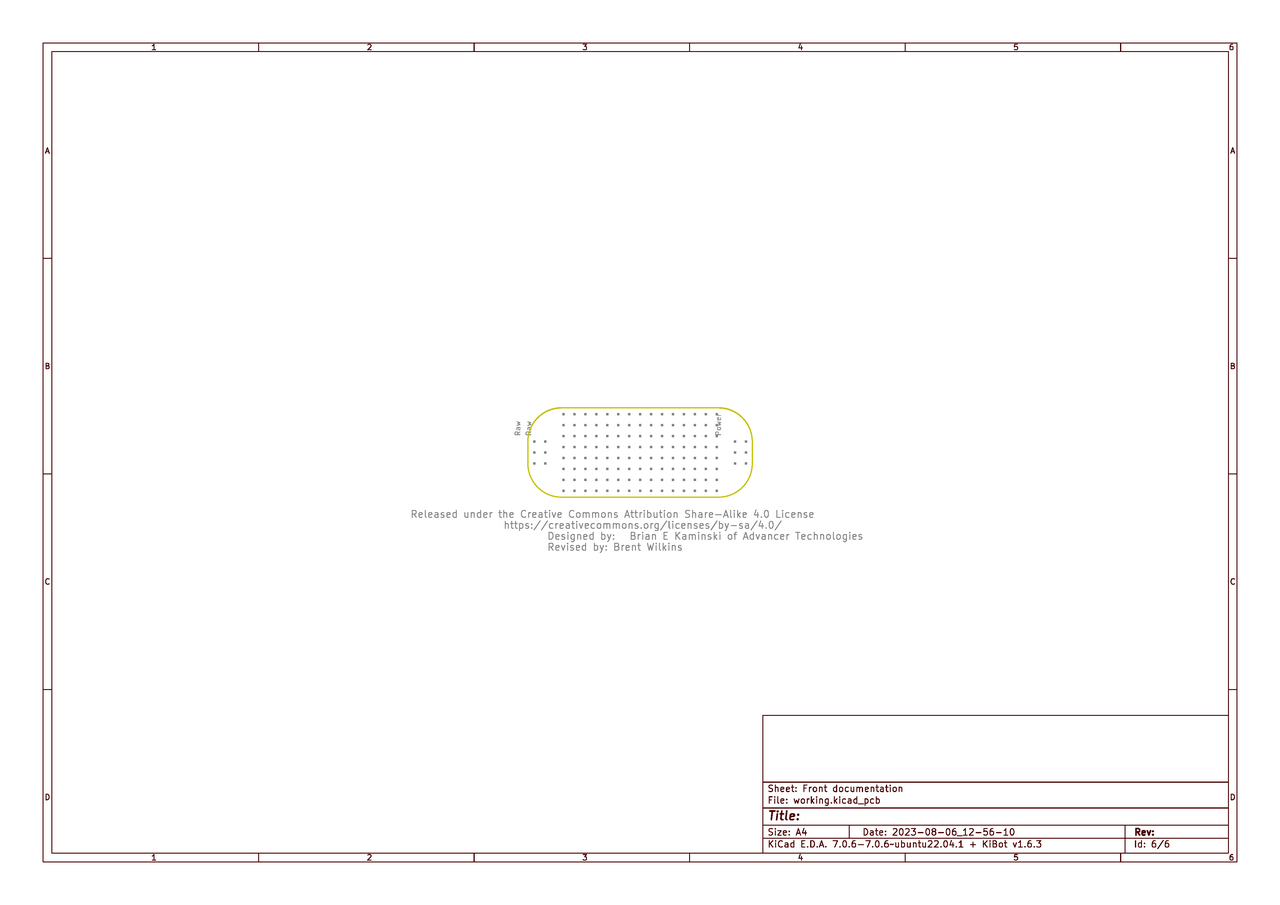 1 2 3 4 5 6
A A
B B
Raw Raw Power
Released under the Creative Commons Attribution Share-Alike 4.0 License
https://creativecommons.org/licenses/by-sa/4.0/
Designed by: Brian E Kaminski of Advancer Technologies
Revised by: Brent Wilkins
C C
D D
Sheet: Front documentation
File: working.kicad_pcb
Title:
Size: A4 Date: 2023-08-06_12-56-10 Rev:
KiCad E.D.A. 7.0.6-7.0.6~ubuntu22.04.1 + KiBot v1.6.3 Id: 6/6
1 2 3 4 5 6